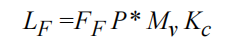 L_F =F_F P* M_v K_c